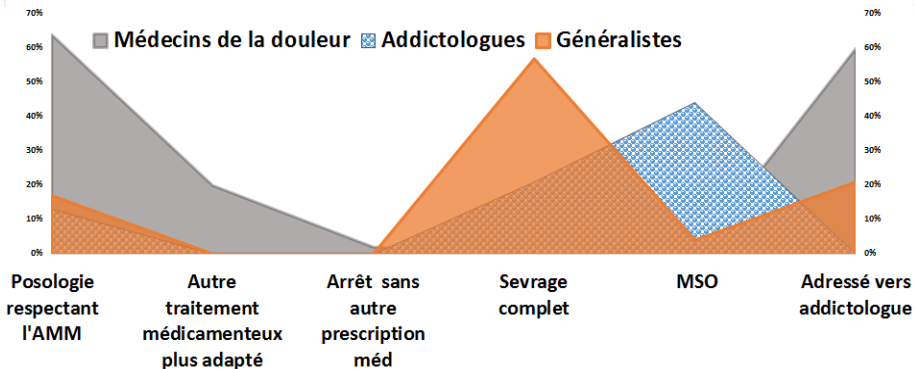 70% 70%
Médecins de la douleur Addictologues Généralistes
60% 60%
50% 50%
40% 40%
30% 30%
20% 20%
10% 10%
0% 0%
Posologie
respectant
l'AMM
Autre
traitement
médicamenteux
plus adapté
Arrêt sans
autre
prescription
méd
Sevrage
complet
MSO
Adressé vers
addictologue